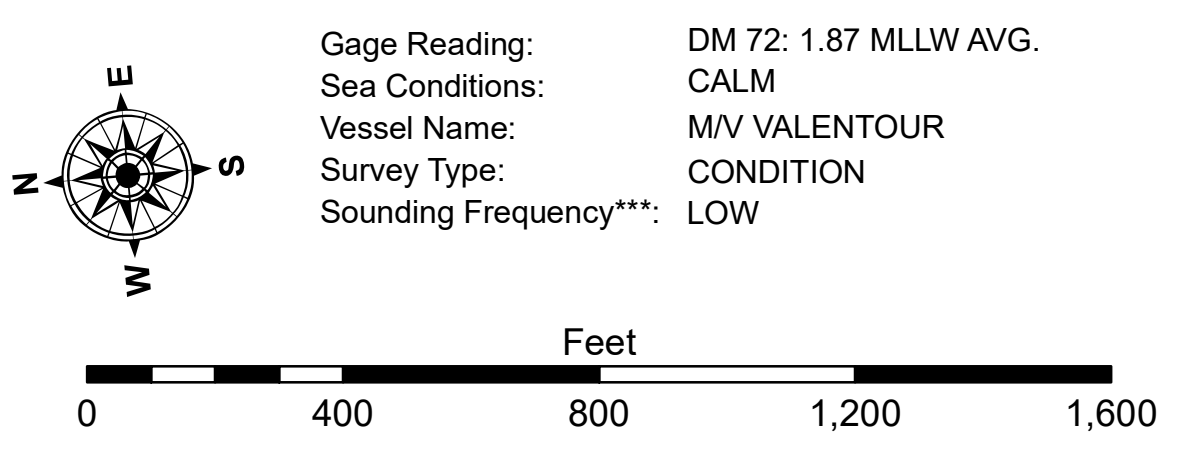 E
N
S
W
Gage Reading: DM 72: 1.87 MLLW AVG.
Sea Conditions: CALM
Vessel Name: M/V VALENTOUR
Survey Type: CONDITION
Sounding Frequency***: LOW
Feet
0 400 800 1,200 1,600